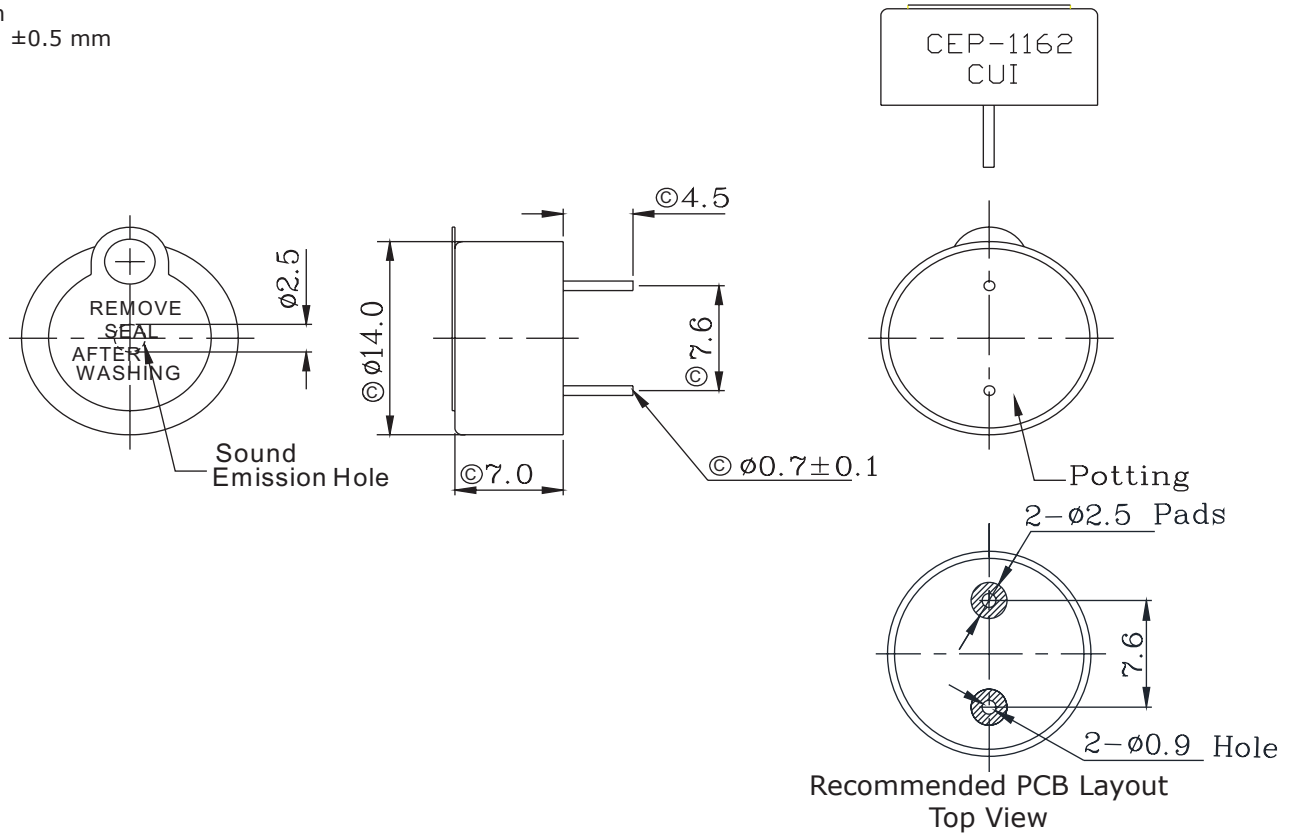 ±0.5 mm
CEP-1162
CUI
©4.5
REMOVE
SEAL
AFTER
WASHING
ø2.5
©ø14.0
©7.6
Sound
Emission Hole
©7.0
© ø0.7±0.1
Potting
2-ø2.5 Pads
7.6
2-ø0.9 Hole
Recommended PCB Layout
Top View